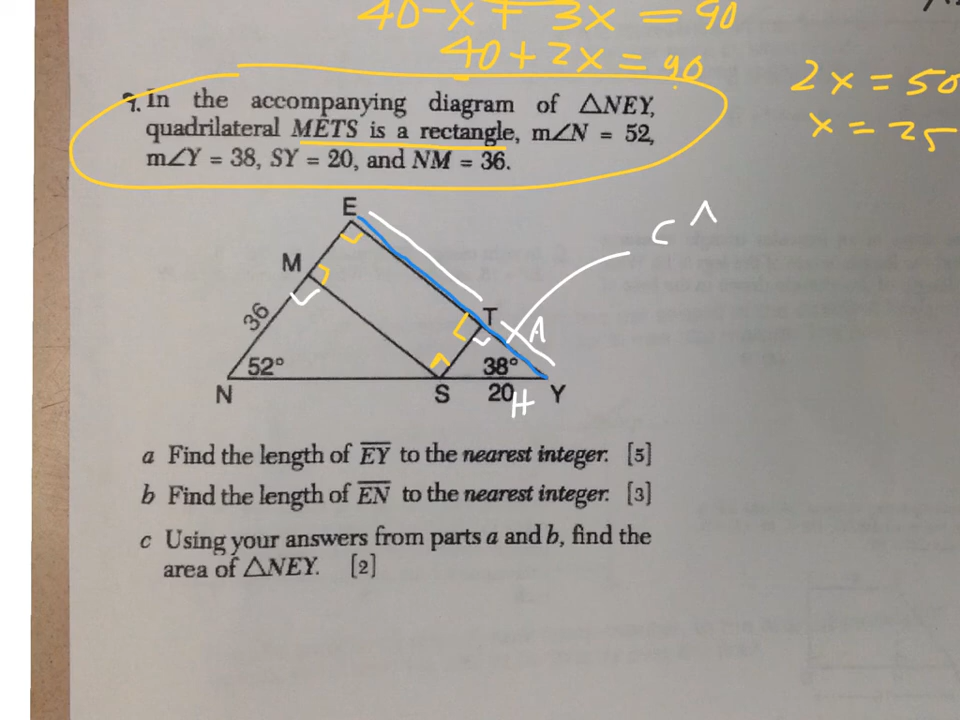 40-x+3x=90
40+2x=90
2x=50
x=25
9. In the accompanying diagram of △NEY,
quadrilateral METS is a rectangle, m∠N = 52,
m∠Y = 38, SY = 20, and NM = 36.
E
C
M
T
x A
36
52°
38°
N
S
20
H
Y
a Find the length of EY to the nearest integer. [5]
b Find the length of EN to the nearest integer. [3]
c Using your answers from parts a and b, find the
area of △NEY. [2]